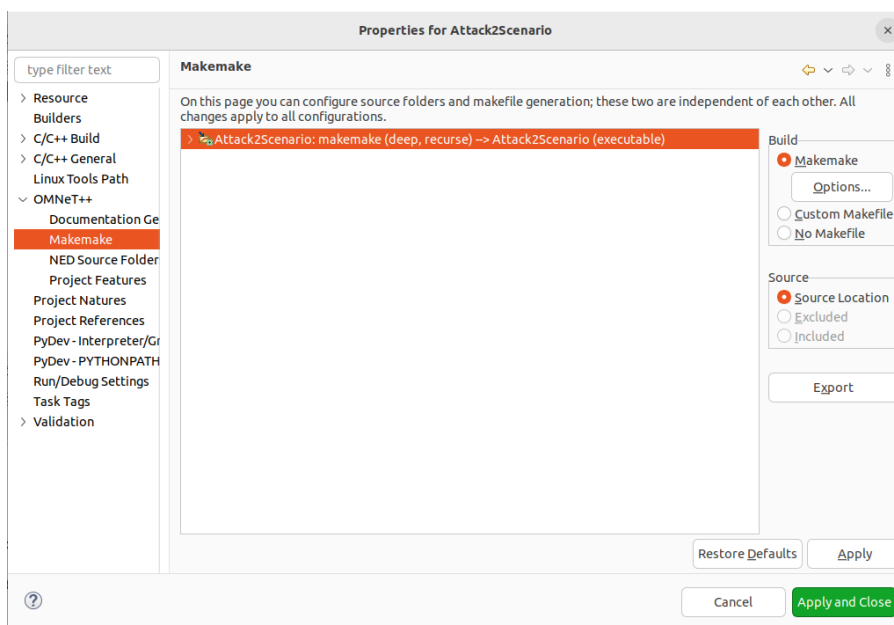 Properties for Attack2Scenario
type filter text
Resource
Builders
C/C++ Build
C/C++ General
Linux Tools Path
OMNeT++
Documentation Ge
Makemake
NED Source Folder
Project Features
Project Natures
Project References
PyDev - Interpreter/Gr
PyDev - PYTHONPATH
Run/Debug Settings
Task Tags
Validation
Makemake
On this page you can configure source folders and makefile generation; these two are independent of each other. All
changes apply to all configurations.
Attack2Scenario: makemake (deep, recurse) --> Attack2Scenario (executable)
Build
Makemake
Options...
Custom Makefile
No Makefile
Source
Source Location
Excluded
Included
Export
Restore Defaults
Apply
Cancel
Apply and Close